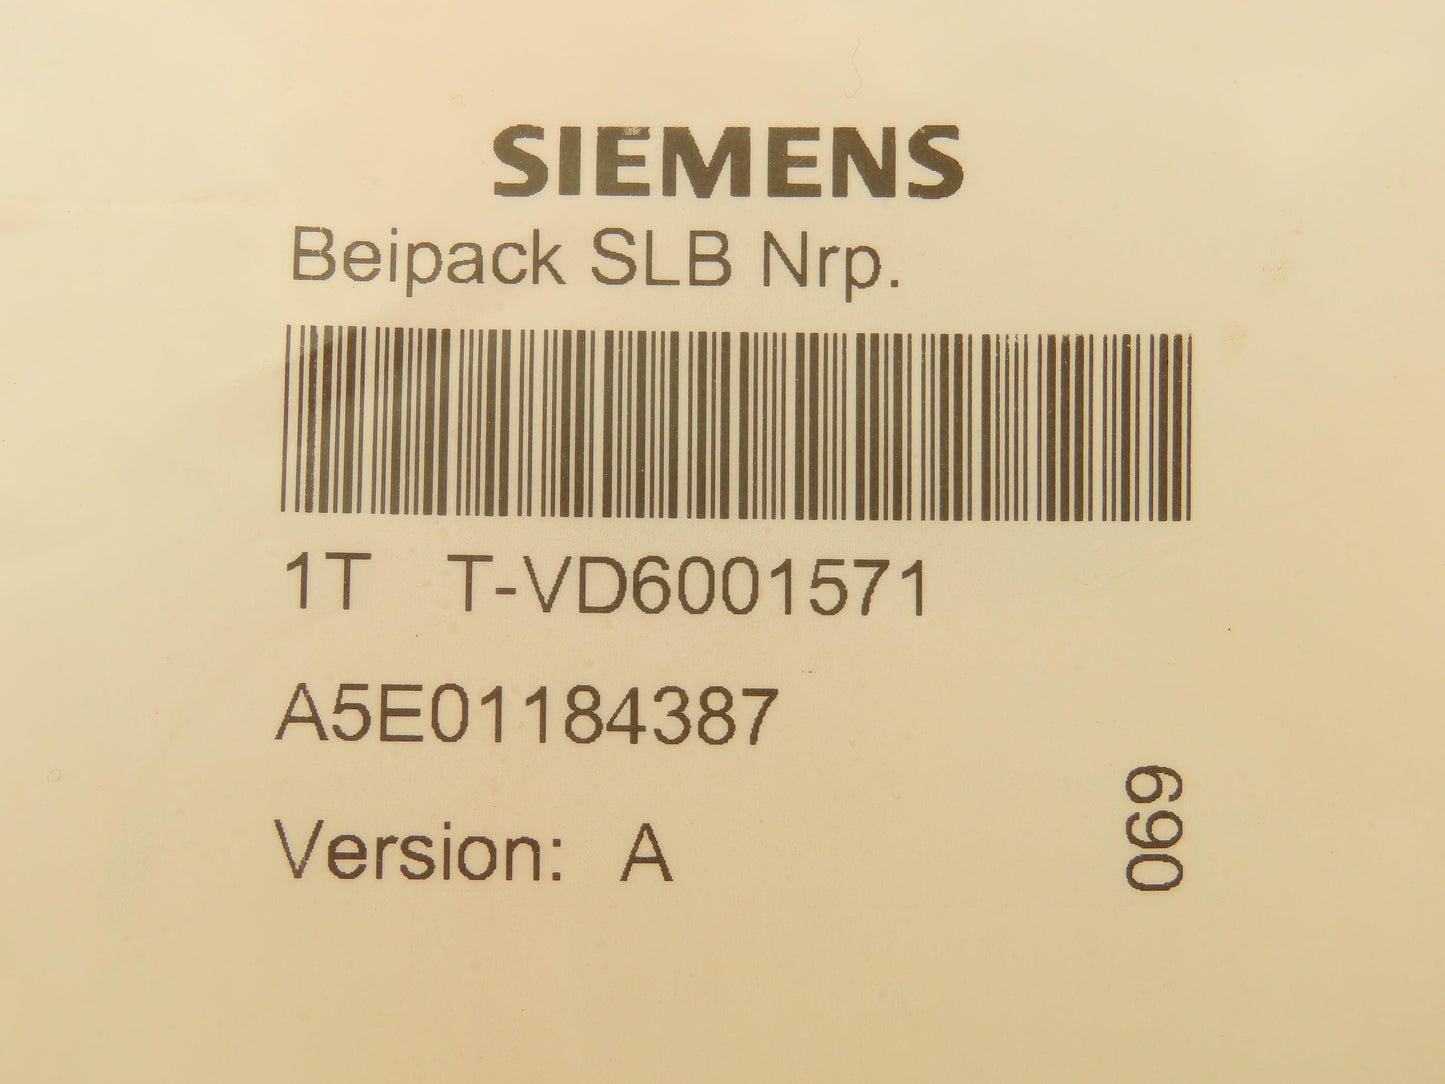 SIEMENS
Beipack SLB Nrp.
1T T-VD6001571
A5E01184387
Version: A
069